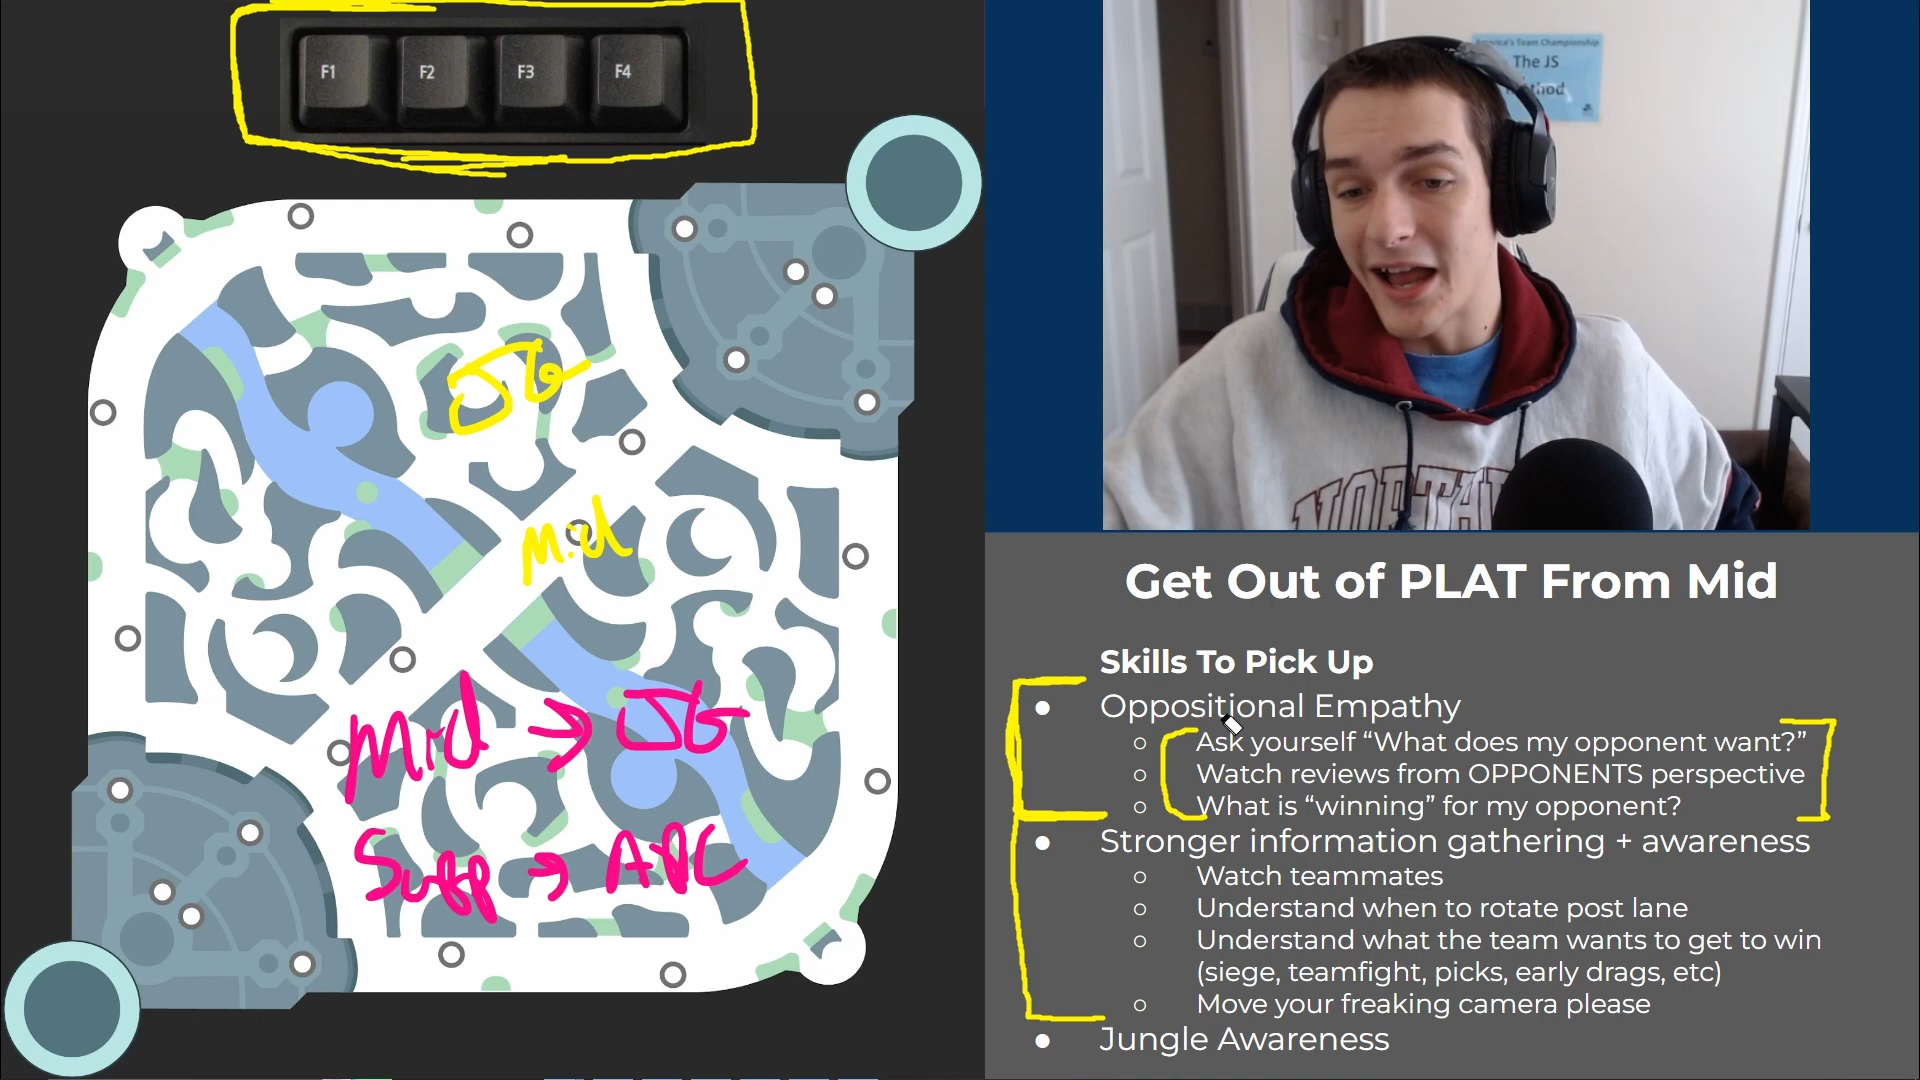 F1 F2 F3 F4
JG
Mid
Mid → JG
Supp → ADC
America's Team Championship
The JS
NORTH
Get Out of PLAT From Mid
Skills To Pick Up
● Oppositional Empathy
○ Ask yourself “What does my opponent want?”
○ Watch reviews from OPPONENTS perspective
○ What is “winning” for my opponent?
● Stronger information gathering + awareness
○ Watch teammates
○ Understand when to rotate post lane
○ Understand what the team wants to get to win
(siege, teamfight, picks, early drags, etc)
○ Move your freaking camera please
● Jungle Awareness